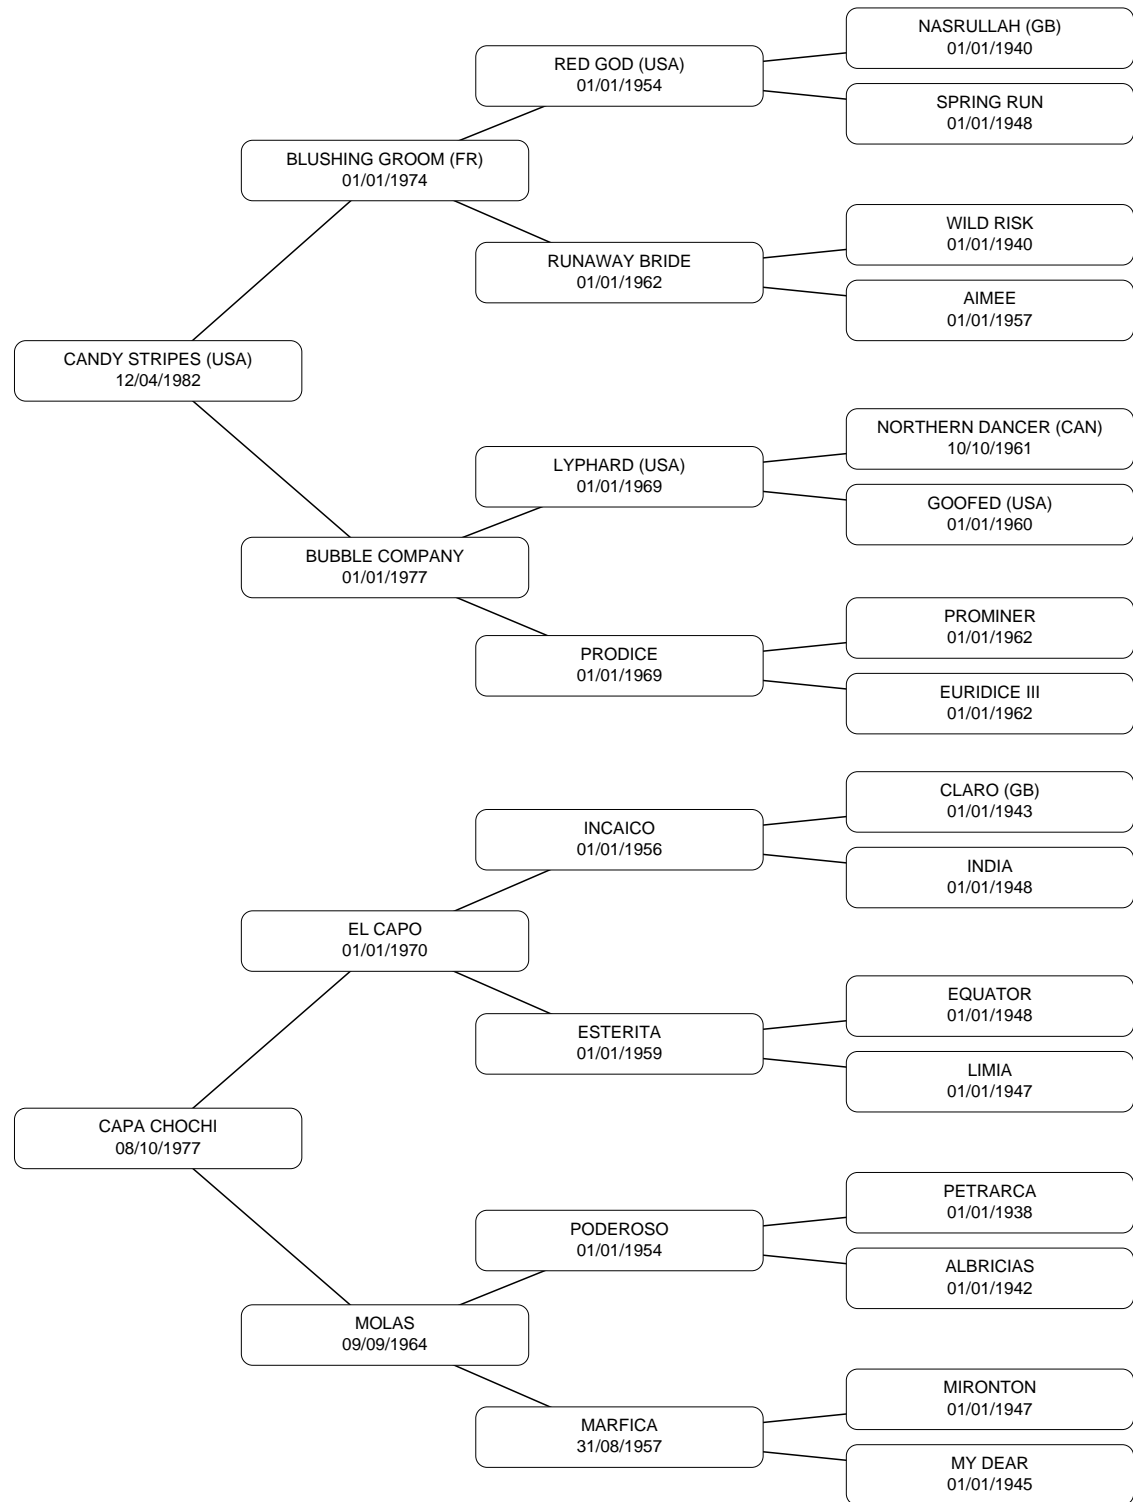 NASRULLAH (GB)
01/01/1940
RED GOD (USA)
01/01/1954
SPRING RUN
01/01/1948
BLUSHING GROOM (FR)
01/01/1974
WILD RISK
01/01/1940
RUNAWAY BRIDE
01/01/1962
AIMEE
01/01/1957
CANDY STRIPES (USA)
12/04/1982
NORTHERN DANCER (CAN)
10/10/1961
LYPHARD (USA)
01/01/1969
GOOFED (USA)
01/01/1960
BUBBLE COMPANY
01/01/1977
PROMINER
01/01/1962
PRODICE
01/01/1969
EURIDICE III
01/01/1962
CLARO (GB)
01/01/1943
INCAICO
01/01/1956
INDIA
01/01/1948
EL CAPO
01/01/1970
EQUATOR
01/01/1948
ESTERITA
01/01/1959
LIMIA
01/01/1947
CAPA CHOCHI
08/10/1977
PETRARCA
01/01/1938
PODEROSO
01/01/1954
ALBRICIAS
01/01/1942
MOLAS
09/09/1964
MIRONTON
01/01/1947
MARFICA
31/08/1957
MY DEAR
01/01/1945